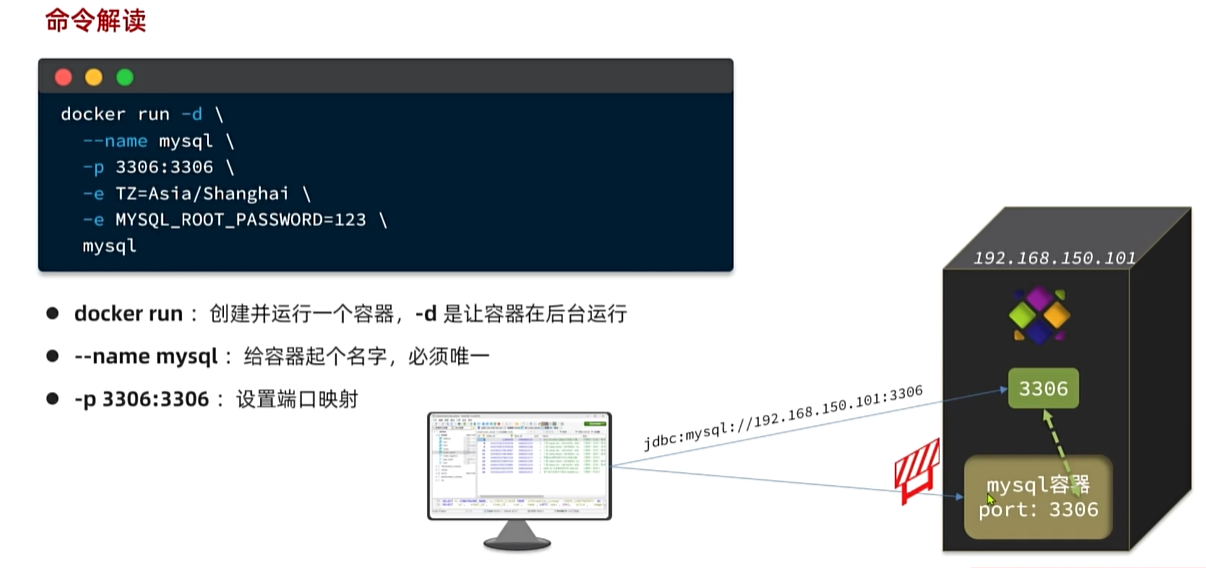 命令解读
docker run -d \
--name mysql \
-p 3306:3306 \
-e TZ=Asia/Shanghai \
-e MYSQL_ROOT_PASSWORD=123 \
mysql
● docker run ：创建并运行一个容器，-d 是让容器在后台运行
● --name mysql ：给容器起个名字，必须唯一
● -p 3306:3306 ：设置端口映射
jdbc:mysql://192.168.150.101:3306
192.168.150.101
3306
mysql容器
port: 3306